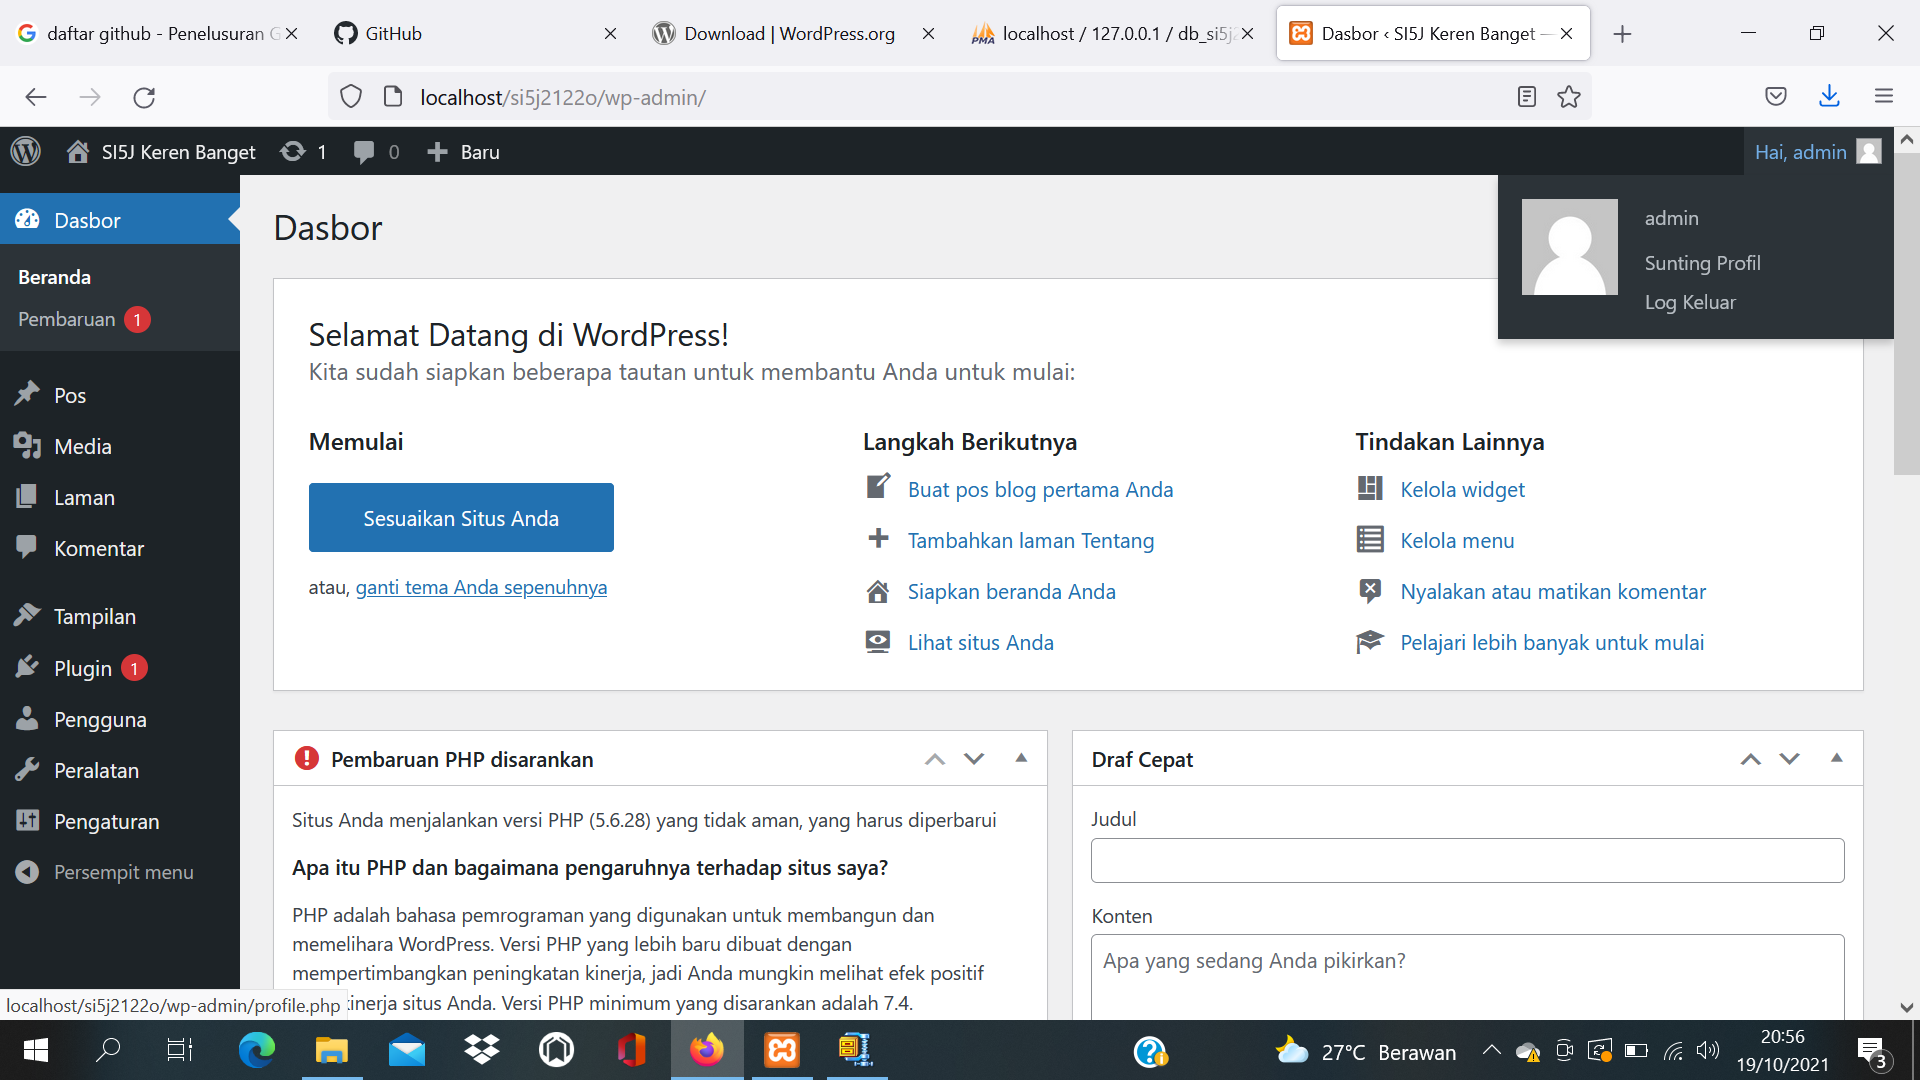 daftar github - Penelusuran G
GitHub
Download | WordPress.org
localhost / 127.0.0.1 / db_si5j2
Dasbor ‹ SI5J Keren Banget —
localhost/si5j2122o/wp-admin/
SI5J Keren Banget
1
0
Baru
Hai, admin
admin
Sunting Profil
Log Keluar
Dasbor
Beranda
Pembaruan 1
Pos
Media
Laman
Komentar
Tampilan
Plugin 1
Pengguna
Peralatan
Pengaturan
Persempit menu
Dasbor
Selamat Datang di WordPress!
Kita sudah siapkan beberapa tautan untuk membantu Anda untuk mulai:
Memulai
Sesuaikan Situs Anda
atau, ganti tema Anda sepenuhnya
Langkah Berikutnya
Buat pos blog pertama Anda
Tambahkan laman Tentang
Siapkan beranda Anda
Lihat situs Anda
Tindakan Lainnya
Kelola widget
Kelola menu
Nyalakan atau matikan komentar
Pelajari lebih banyak untuk mulai
Pembaruan PHP disarankan
Situs Anda menjalankan versi PHP (5.6.28) yang tidak aman, yang harus diperbarui
Apa itu PHP dan bagaimana pengaruhnya terhadap situs saya?
PHP adalah bahasa pemrograman yang digunakan untuk membangun dan
memelihara WordPress. Versi PHP yang lebih baru dibuat dengan
mempertimbangkan peningkatan kinerja, jadi Anda mungkin melihat efek positif
kinerja situs Anda. Versi PHP minimum yang disarankan adalah 7.4.
Draf Cepat
Judul
Konten
Apa yang sedang Anda pikirkan?
localhost/si5j2122o/wp-admin/profile.php
27°C Berawan
20:56
19/10/2021
3